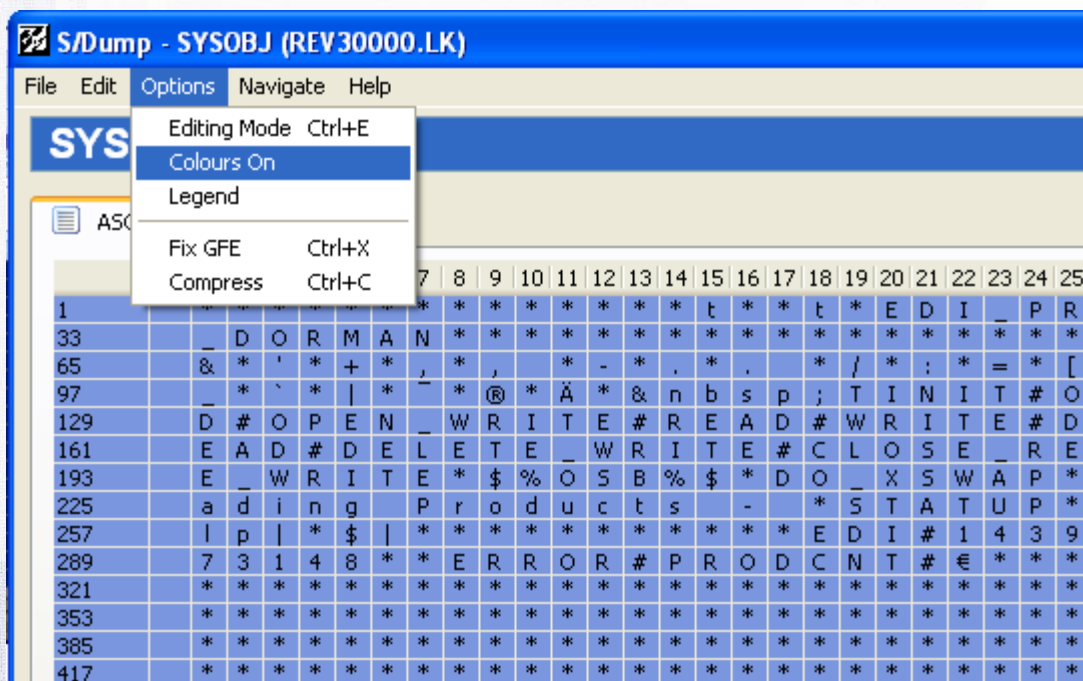 S/Dump - SYSOBJ (REV30000.LK)
File Edit Options Navigate Help
SYS
Editing Mode Ctrl+E
Colours On
Legend
ASC
Fix GFE Ctrl+X
Compress Ctrl+C
7 8 9 10 11 12 13 14 15 16 17 18 19 20 21 22 23 24 25
1 * * * * * * * * * * * * * * t * * t * E D I _ P R
33 _ D O R M A N * * * * * * * * * * * * * * * * * *
65 & * ' * + * , * , * - * . * . * / * : * = * [
97 _ * ` * | * ¯ * ® * Ä * & n b s p ; T I N I T # O
129 D # O P E N _ W R I T E # R E A D # W R I T E # D
161 E A D # D E L E T E _ W R I T E # C L O S E _ R E
193 E _ W R I T E * $ % O S B % $ * D O _ X S W A P *
225 a d i n g P r o d u c t s - * S T A T U P *
257 l p | * $ | * * * * * * * * * * * E D I # 1 4 3 9
289 7 3 1 4 8 * * E R R O R # P R O D C N T # € * * *
321 * * * * * * * * * * * * * * * * * * * * * * * * *
353 * * * * * * * * * * * * * * * * * * * * * * * * *
385 * * * * * * * * * * * * * * * * * * * * * * * * *
417 * * * * * * * * * * * * * * * * * * * * * * * * *